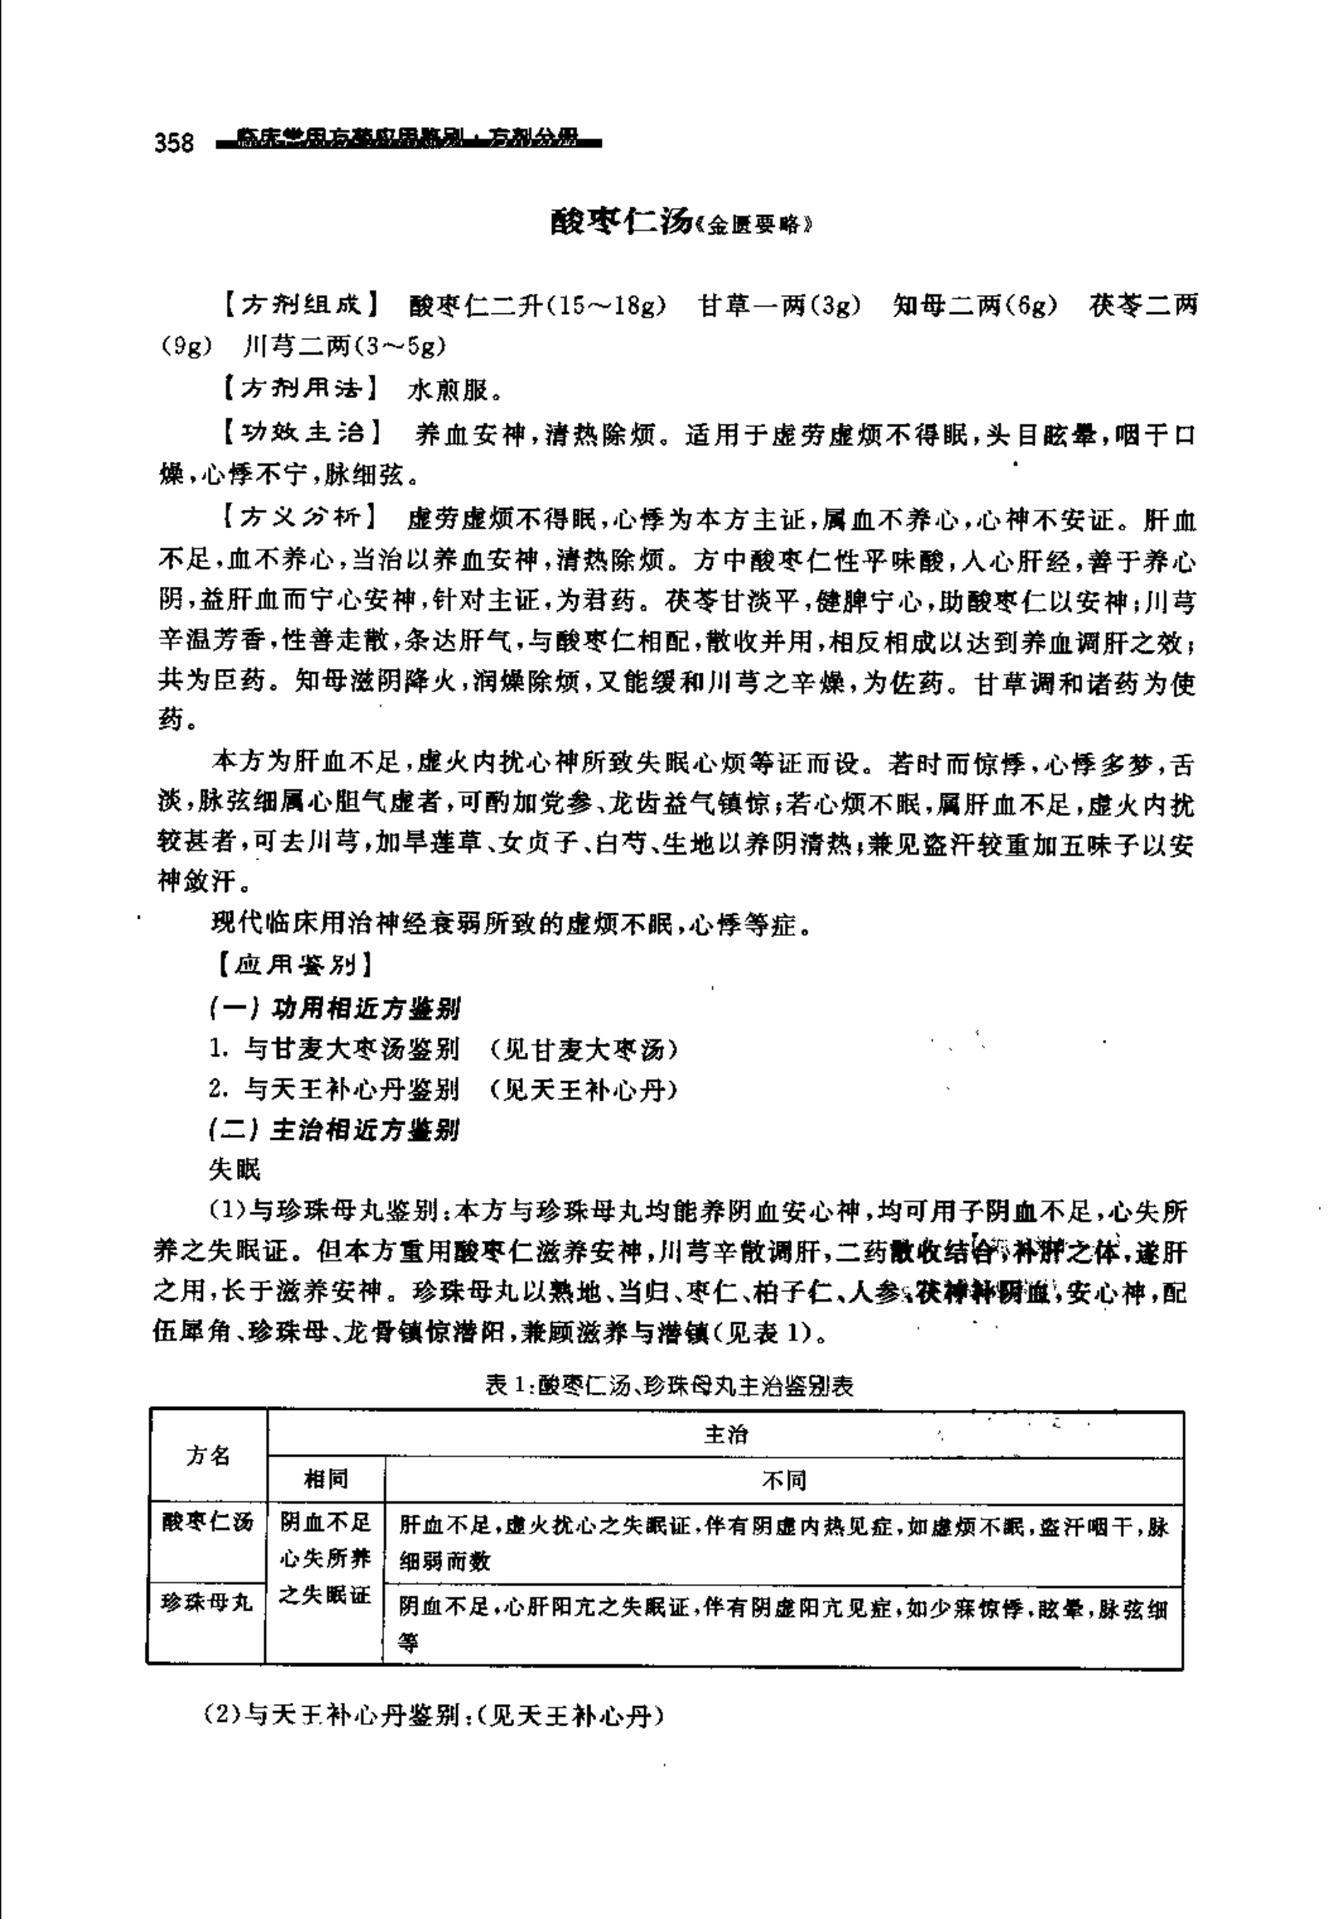 358 临床常用方药应用鉴别·方剂分册
酸枣仁汤《金匮要略》
【方剂组成】 酸枣仁二升(15～18g) 甘草一两(3g) 知母二两(6g) 茯苓二两
(9g) 川芎二两(3～5g)
【方剂用法】 水煎服。
【功效主治】 养血安神,清热除烦。适用于虚劳虚烦不得眠,头目眩晕,咽干口
燥,心悸不宁,脉细弦。
【方义分析】 虚劳虚烦不得眠,心悸为本方主证,属血不养心,心神不安证。肝血
不足,血不养心,当治以养血安神,清热除烦。方中酸枣仁性平味酸,人心肝经,善于养心
阴,益肝血而宁心安神,针对主证,为君药。茯苓甘淡平,健脾宁心,助酸枣仁以安神;川芎
辛温芳香,性善走散,条达肝气,与酸枣仁相配,散收并用,相反相成以达到养血调肝之效;
共为臣药。知母滋阴降火,润燥除烦,又能缓和川芎之辛燥,为佐药。甘草调和诸药为使
药。
本方为肝血不足,虚火内扰心神所致失眠心烦等证而设。若时而惊悸,心悸多梦,舌
淡,脉弦细属心胆气虚者,可酌加党参、龙齿益气镇惊;若心烦不眠,属肝血不足,虚火内扰
较甚者,可去川芎,加旱莲草、女贞子、白芍、生地以养阴清热;兼见盗汗较重加五味子以安
神敛汗。
现代临床用治神经衰弱所致的虚烦不眠,心悸等症。
【应用鉴别】
(一) 功用相近方鉴别
1. 与甘麦大枣汤鉴别 (见甘麦大枣汤)
2. 与天王补心丹鉴别 (见天王补心丹)
(二) 主治相近方鉴别
失眠
(1)与珍珠母丸鉴别:本方与珍珠母丸均能养阴血安心神,均可用于阴血不足,心失所
养之失眠证。但本方重用酸枣仁滋养安神,川芎辛散调肝,二药散收结合,补肝之体,遂肝
之用,长于滋养安神。珍珠母丸以熟地、当归、枣仁、柏子仁、人参、茯神补阴血,安心神,配
伍犀角、珍珠母、龙骨镇惊潜阳,兼顾滋养与潜镇(见表1)。
表1:酸枣仁汤、珍珠母丸主治鉴别表
方名
主治
相同
不同
酸枣仁汤
阴血不足
心失所养
之失眠证
肝血不足,虚火扰心之失眠证,伴有阴虚内热见症,如虚烦不眠,盗汗咽干,脉
细弱而数
珍珠母丸
阴血不足,心肝阳亢之失眠证,伴有阴虚阳亢见症,如少寐惊悸,眩晕,脉弦细
等
(2)与天王补心丹鉴别:(见天王补心丹)